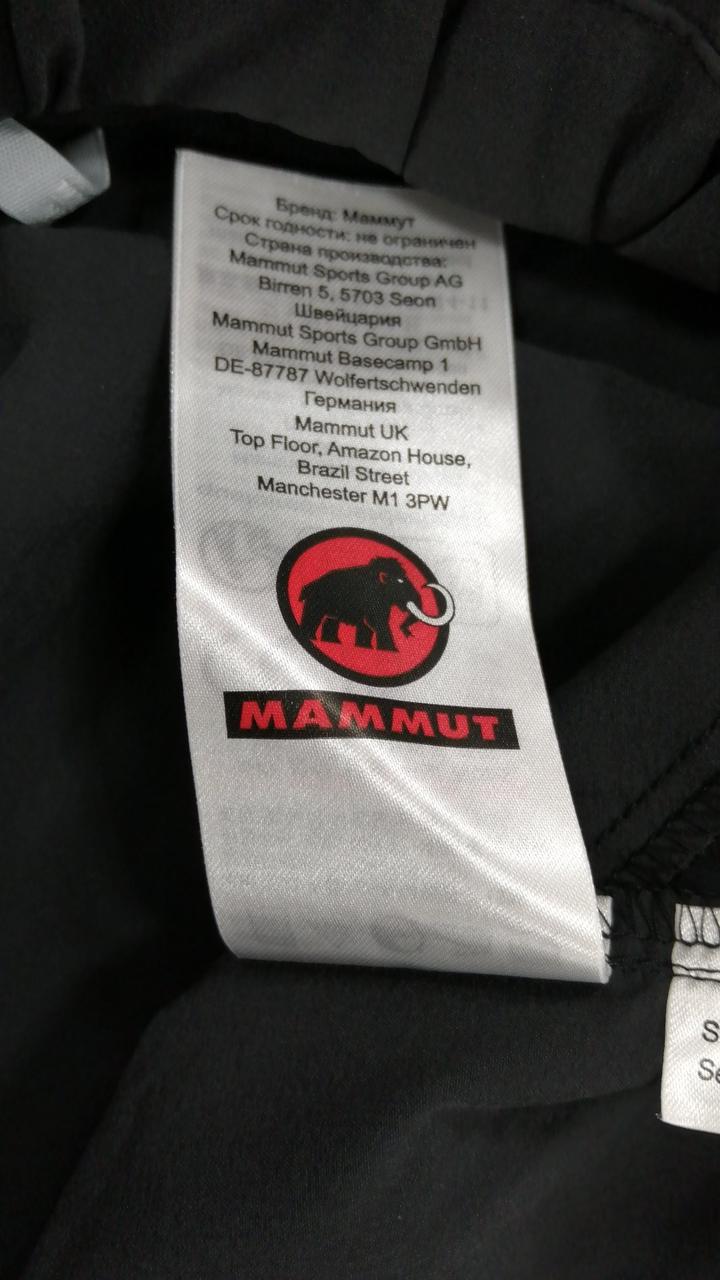 Бренд: Маммут
Срок годности: не ограничен
Страна производства:
Mammut Sports Group AG
Birren 5, 5703 Seon
Швейцария
Mammut Sports Group GmbH
Mammut Basecamp 1
DE-87787 Wolfertschwenden
Германия
Mammut UK
Top Floor, Amazon House,
Brazil Street
Manchester M1 3PW
MAMMUT